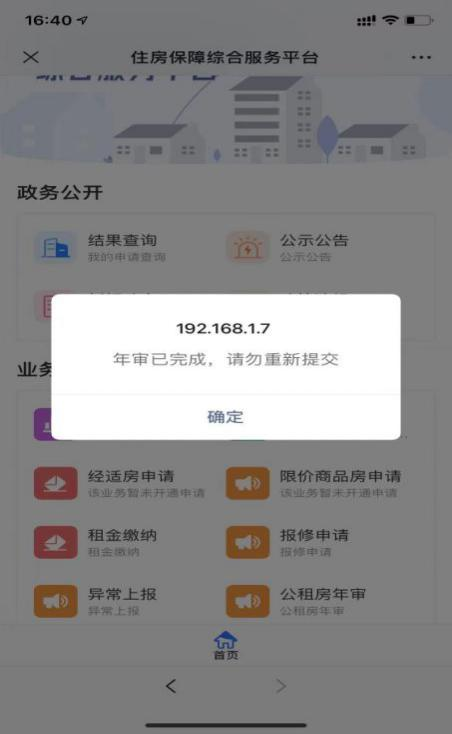 16:40
住房保障综合服务平台
综合服务平台
政务公开
结果查询
公示公告
我的申请查询
公示公告
192.168.1.7
年审已完成，请勿重新提交
业务
确定
经适房申请
限价商品房申请
该业务暂未开通申请
该业务暂未开通申请
租金缴纳
报修申请
租金缴纳
报修申请
异常上报
公租房年审
异常上报
公租房年审
首页